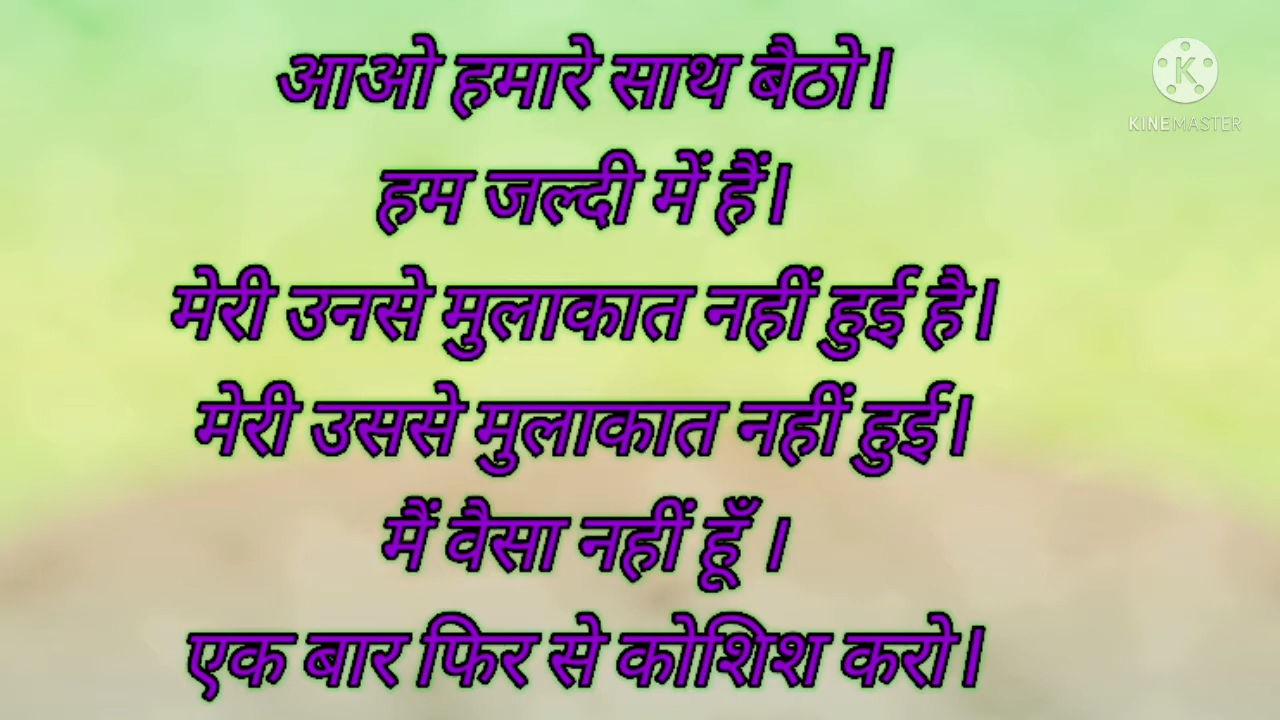 आओ हमारे साथ बैठो।
हम जल्दी में हैं।
मेरी उनसे मुलाकात नहीं हुई है।
मेरी उससे मुलाकात नहीं हुई।
मैं वैसा नहीं हूँ ।
एक बार फिर से कोशिश करो।
K
KINEMASTER